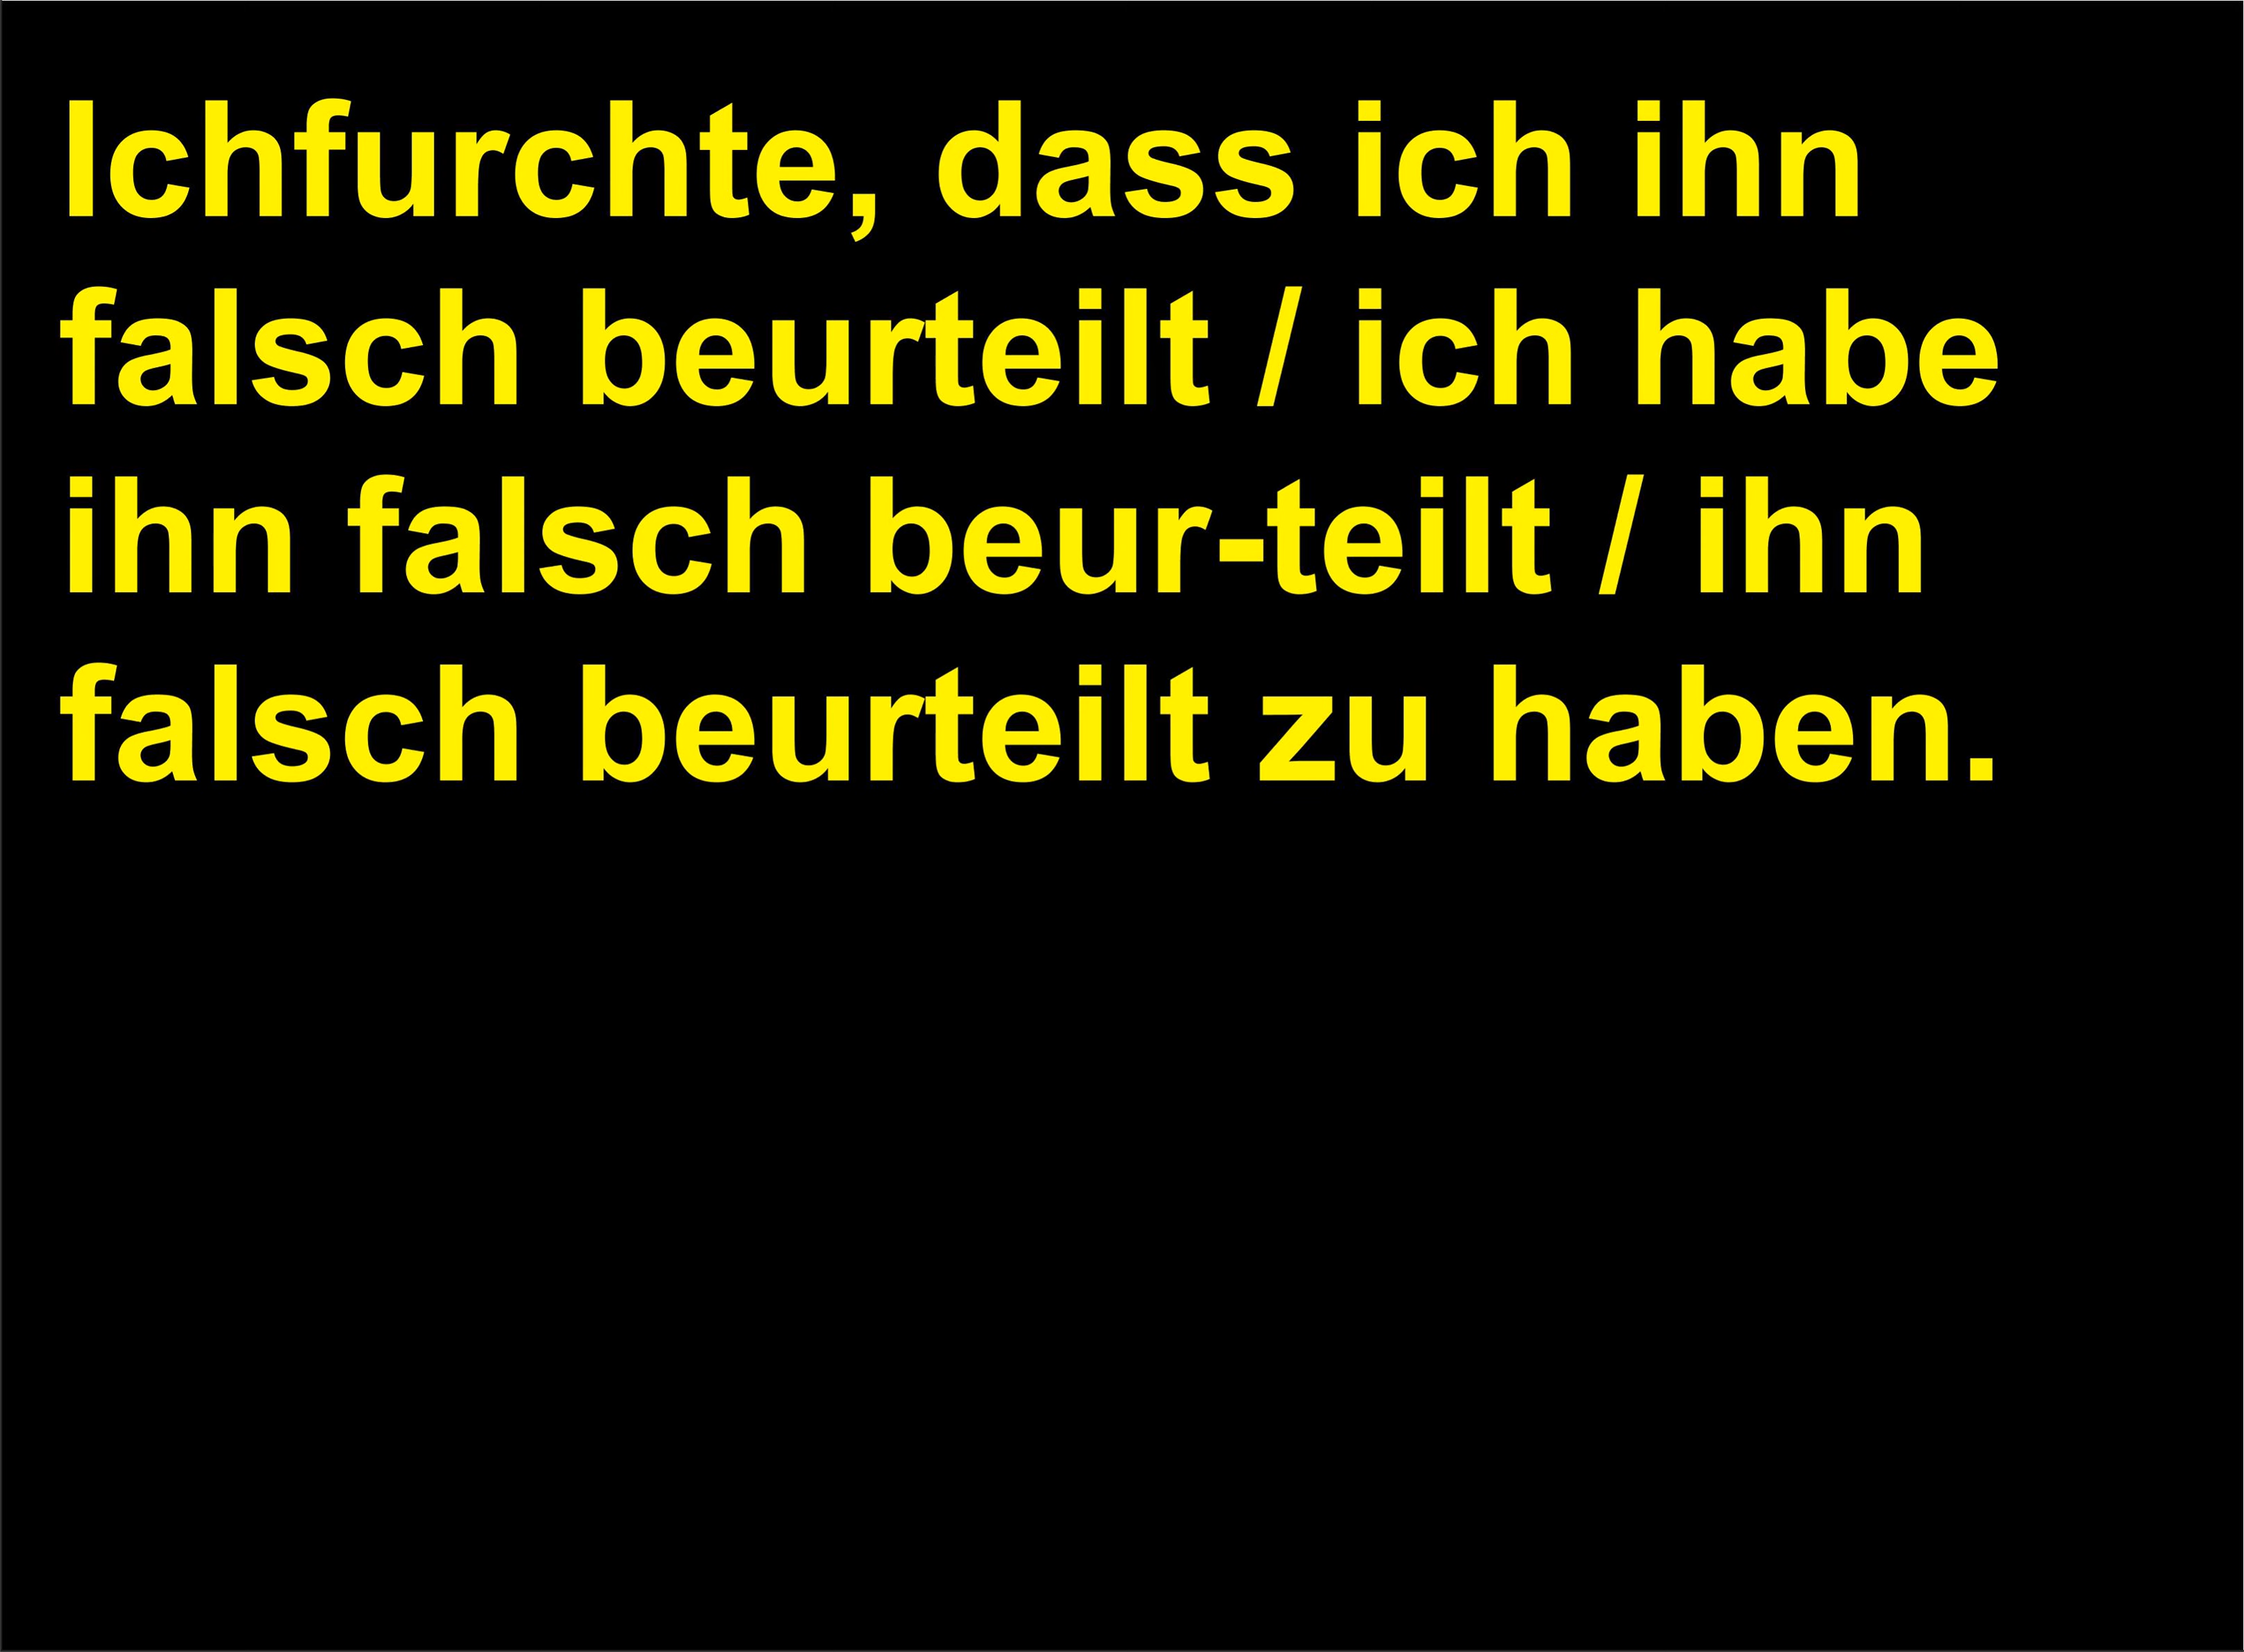 Ichfurchte, dass ich ihn
falsch beurteilt / ich habe
ihn falsch beur-teilt / ihn
falsch beurteilt zu haben.